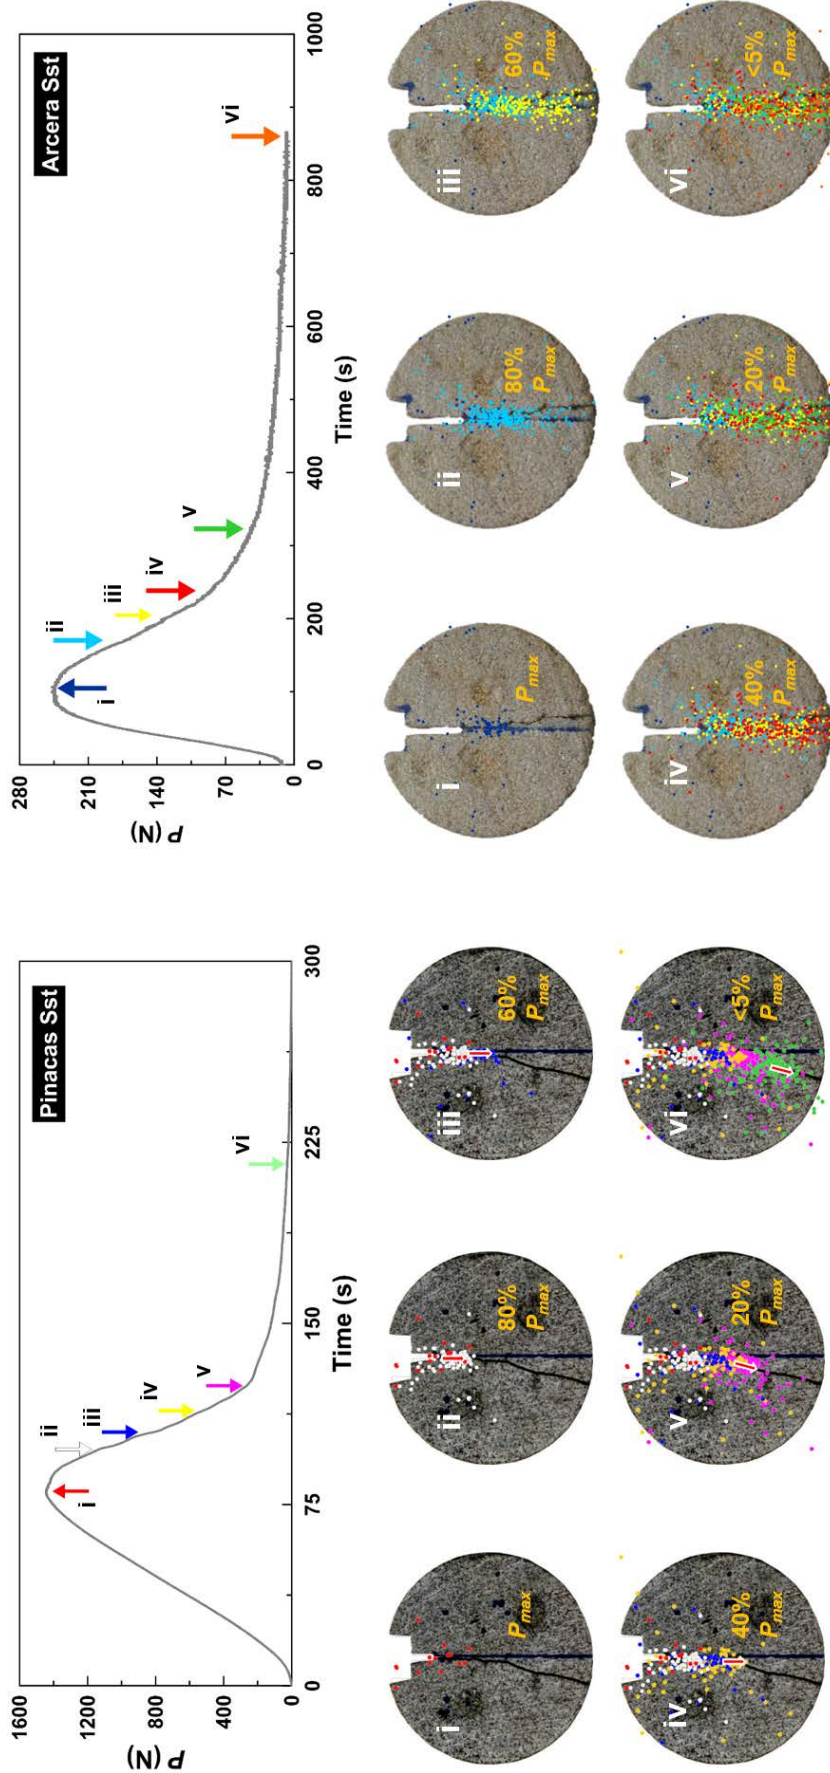 Pinacas Sst
P (N)
1600
1200
800
400
0
i
ii
iii
iv
v
vi
0
75
150
225
300
Time (s)
i
P max
ii
80%
P max
iii
60%
P max
iv
40%
P max
v
20%
P max
vi
<5%
P max
Arcera Sst
P (N)
280
210
140
70
0
i
ii
iii
iv
v
vi
0
200
400
600
800
1000
Time (s)
i
P max
ii
80%
P max
iii
60%
P max
iv
40%
P max
v
20%
P max
vi
<5%
P max